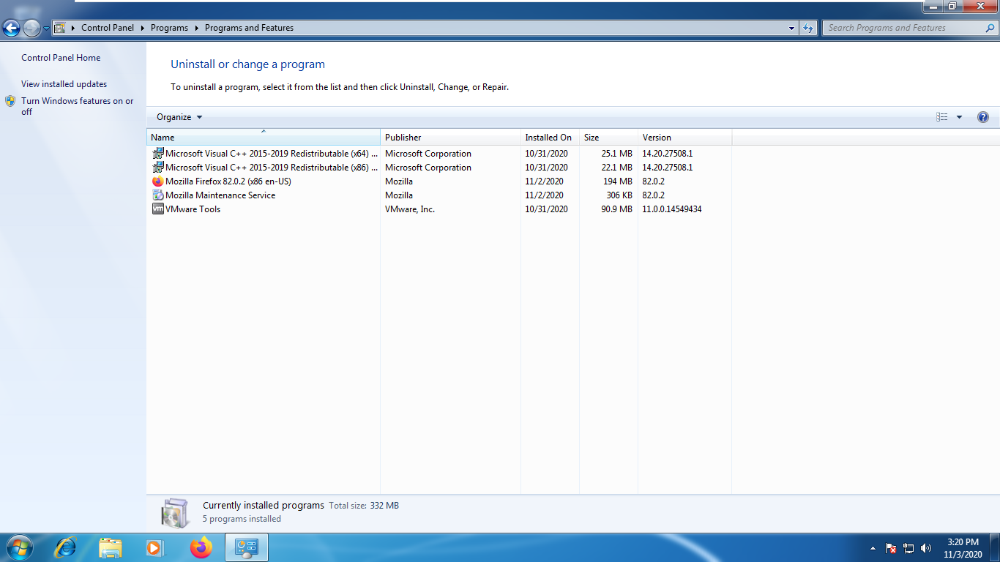 Control Panel Programs Programs and Features
Search Programs and Features
Control Panel Home
View installed updates
Turn Windows features on or
off
Uninstall or change a program
To uninstall a program, select it from the list and then click Uninstall, Change, or Repair.
Organize
Name Publisher Installed On Size Version
Microsoft Visual C++ 2015-2019 Redistributable (x64) ... Microsoft Corporation 10/31/2020 25.1 MB 14.20.27508.1
Microsoft Visual C++ 2015-2019 Redistributable (x86) ... Microsoft Corporation 10/31/2020 22.1 MB 14.20.27508.1
Mozilla Firefox 82.0.2 (x86 en-US) Mozilla 11/2/2020 194 MB 82.0.2
Mozilla Maintenance Service Mozilla 11/2/2020 306 KB 82.0.2
vm VMware Tools VMware, Inc. 10/31/2020 90.9 MB 11.0.0.14549434
Currently installed programs Total size: 332 MB
5 programs installed
3:20 PM
11/3/2020